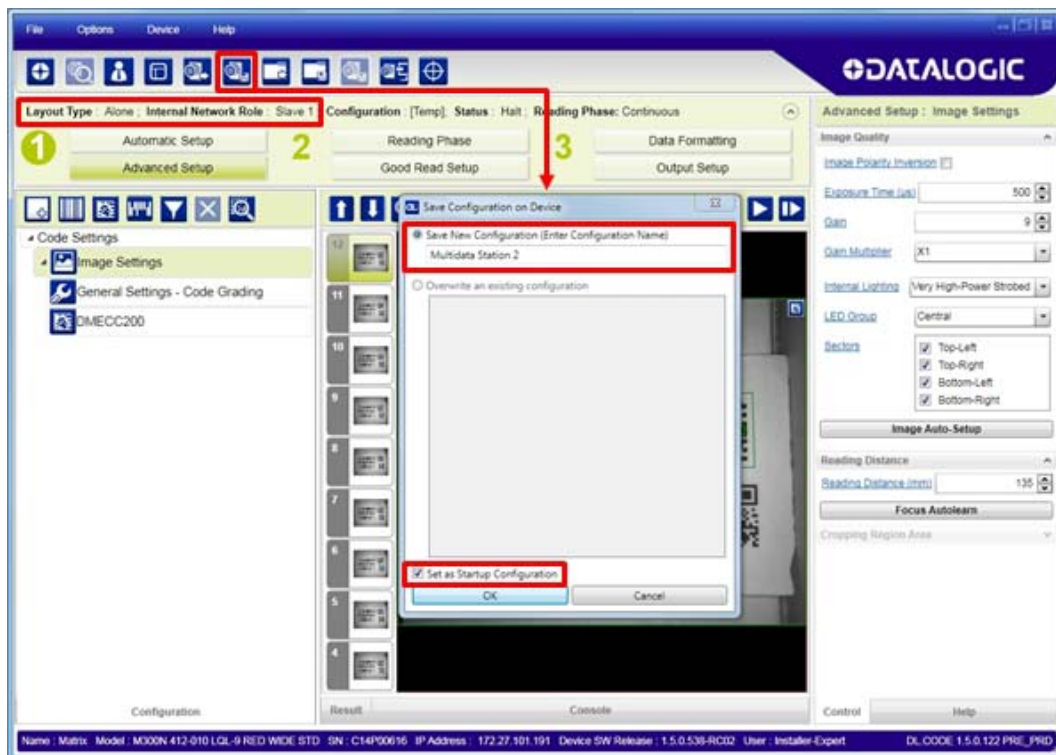 File Options Device Help
DATALOGIC
Layout Type : Alone ; Internal Network Role : Slave 1 Configuration : [Temp]; Status : Halt ; Reading Phase: Continuous
1
Automatic Setup
Advanced Setup
2
Reading Phase
Good Read Setup
3
Data Formatting
Output Setup
Code Settings
Image Settings
General Settings - Code Grading
DMECC200
Configuration
12
11
10
9
8
7
6
5
4
Save Configuration on Device
Save New Configuration (Enter Configuration Name)
Multidata Station 2
Overwrite an existing configuration
Set as Startup Configuration
OK Cancel
Result Console
Advanced Setup : Image Settings
Image Quality
Image Polarity Inversion
Exposure Time (us) 500
Gain 9
Gain Multiplier X1
Internal Lighting Very High-Power Strobed
LED Group Central
Sectors
Top-Left
Top-Right
Bottom-Left
Bottom-Right
Image Auto-Setup
Reading Distance
Reading Distance (mm) 135
Focus Autolearn
Cropping Region Area
Control Help
Name : Matrix Model : M300N 412-010 LQL-9 RED WIDE STD SN : C14P00616 IP Address : 172.27.101.191 Device SW Release : 1.5.0.538-RC02 User : Installer-Expert DL.CODE 1.5.0.122 PRE_PRD